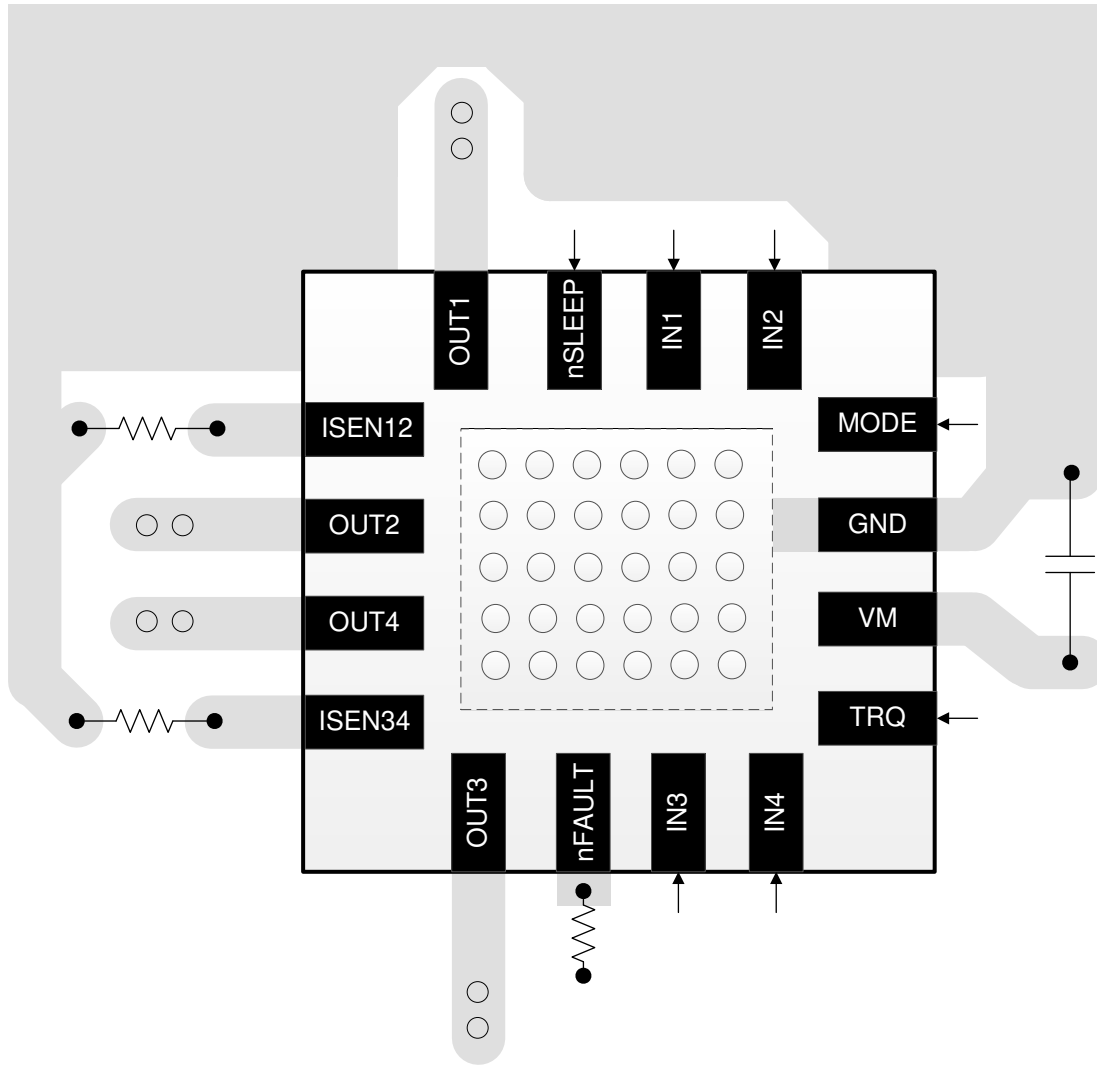 OUT1
nSLEEP
IN1
IN2
ISEN12
MODE
OUT2
GND
OUT4
VM
ISEN34
TRQ
OUT3
nFAULT
IN3
IN4